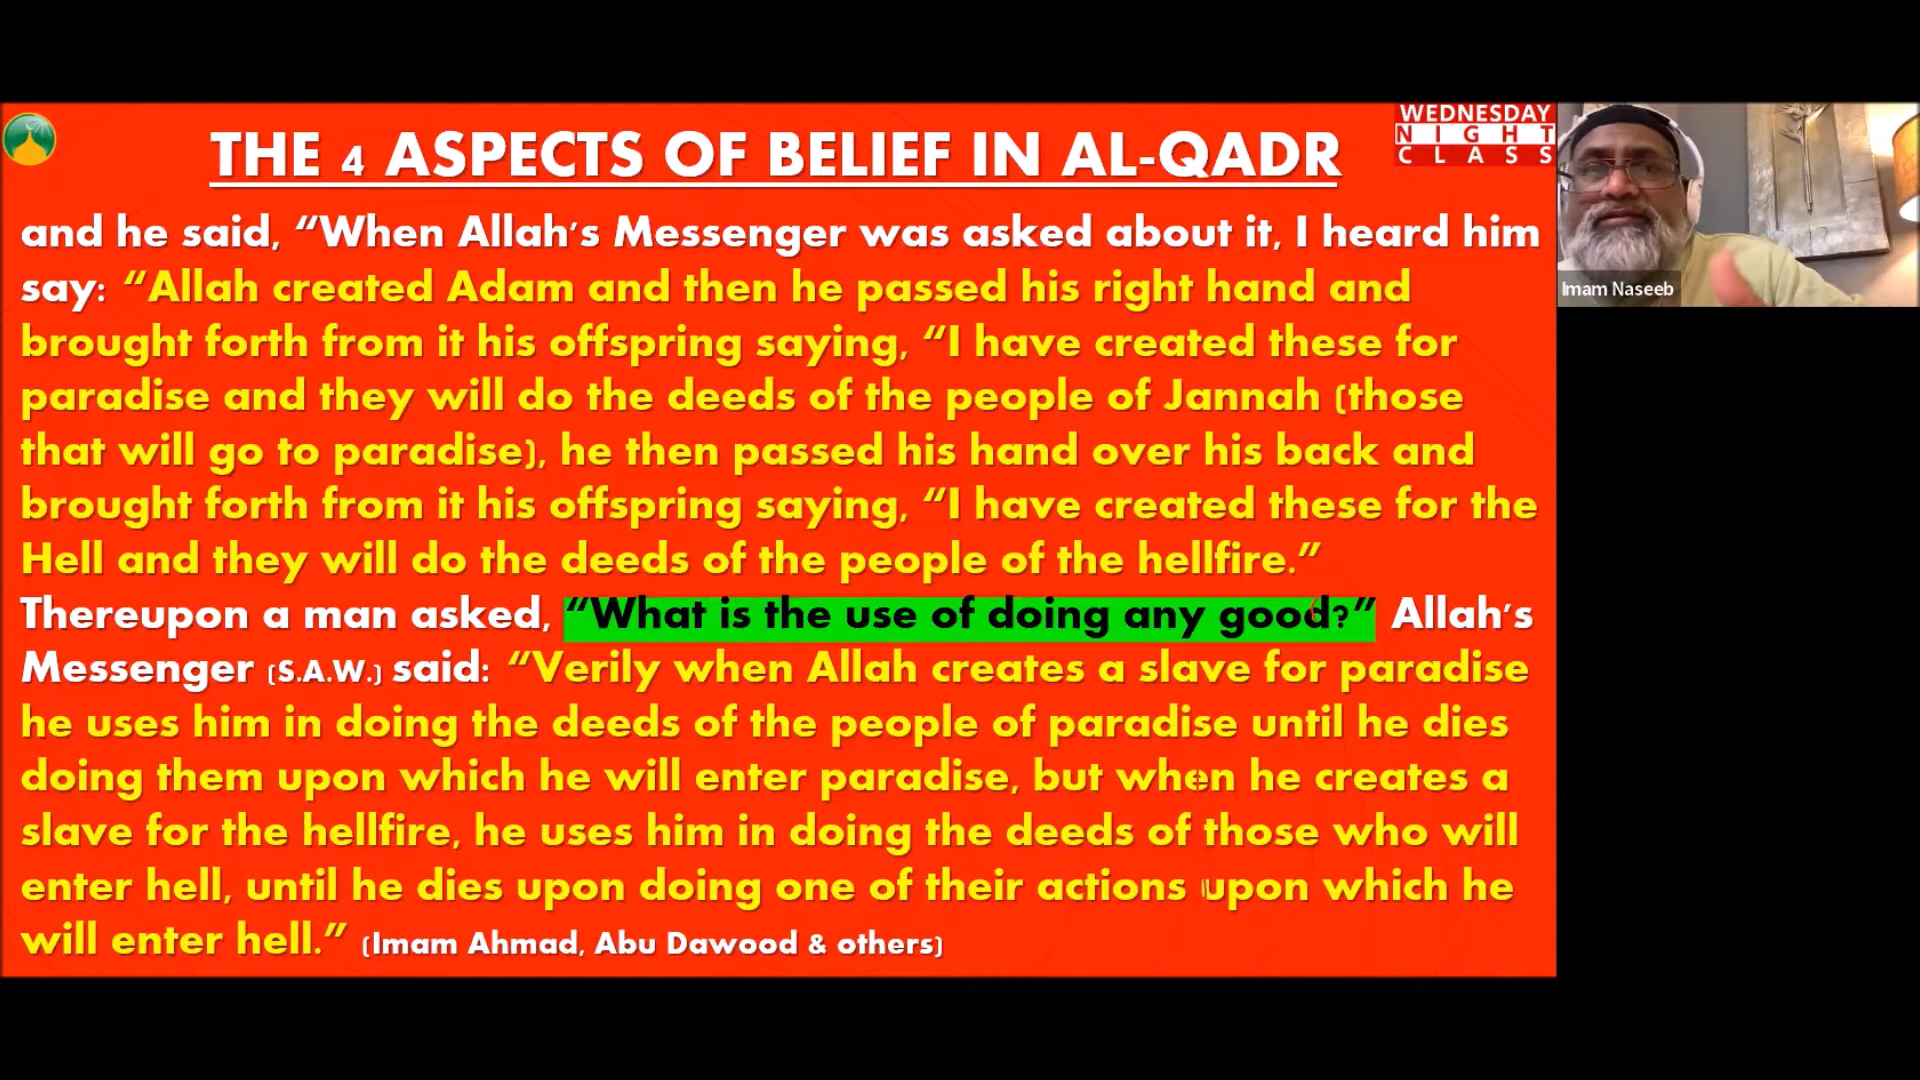 THE 4 ASPECTS OF BELIEF IN AL-QADR
WEDNESDAY
NIGHT
CLASS
and he said, “When Allah’s Messenger was asked about it, I heard him
say: “Allah created Adam and then he passed his right hand and
brought forth from it his offspring saying, “I have created these for
paradise and they will do the deeds of the people of Jannah (those
that will go to paradise), he then passed his hand over his back and
brought forth from it his offspring saying, “I have created these for the
Hell and they will do the deeds of the people of the hellfire.”
Thereupon a man asked, “What is the use of doing any good?” Allah’s
Messenger (S.A.W.) said: “Verily when Allah creates a slave for paradise
he uses him in doing the deeds of the people of paradise until he dies
doing them upon which he will enter paradise, but when he creates a
slave for the hellfire, he uses him in doing the deeds of those who will
enter hell, until he dies upon doing one of their actions upon which he
will enter hell.” (Imam Ahmad, Abu Dawood & others)
Imam Naseeb